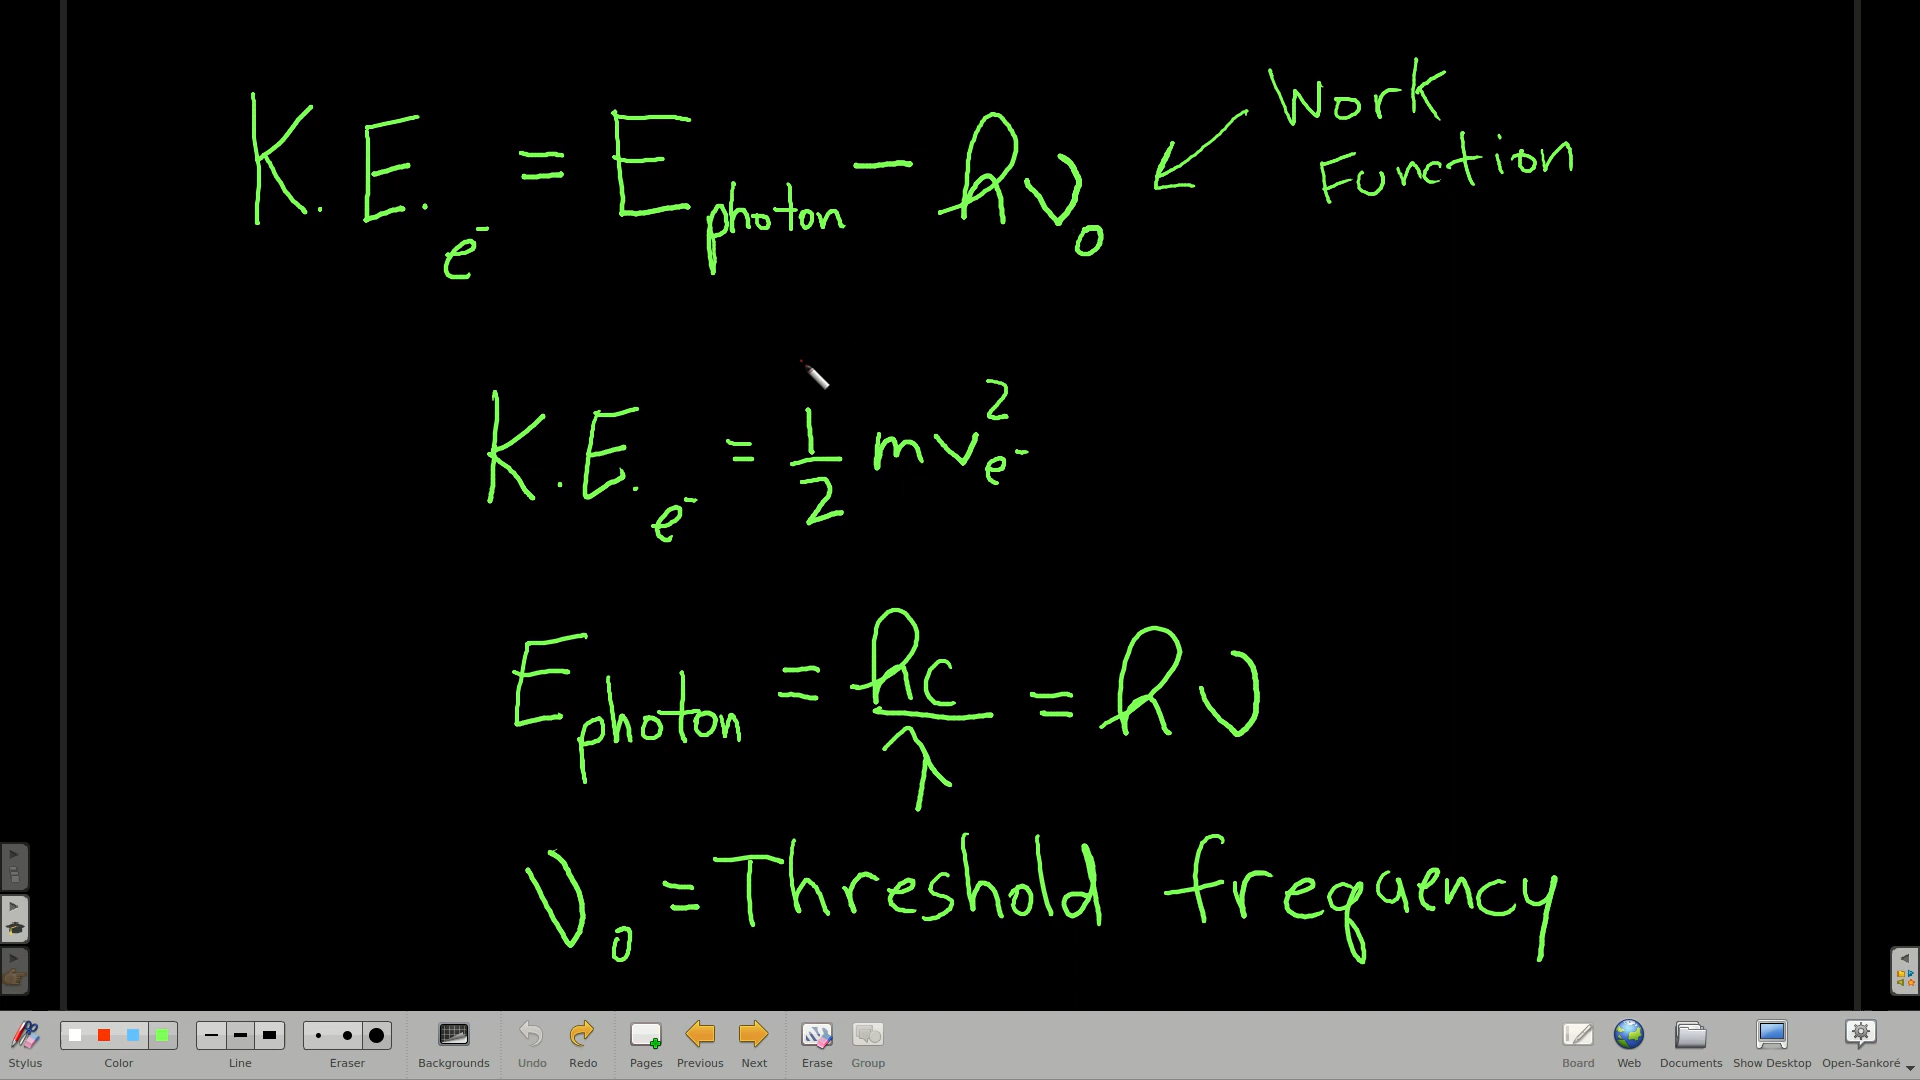 K.E.e⁻ = Ephoton − hν₀ ↙ Work Function
K.E.e⁻ = 1/2 mv²e⁻
Ephoton = hc/λ = hν
ν₀ = Threshold frequency
Stylus Color Line Eraser Backgrounds Undo Redo Pages Previous Next Erase Group Board Web Documents Show Desktop Open-Sankoré